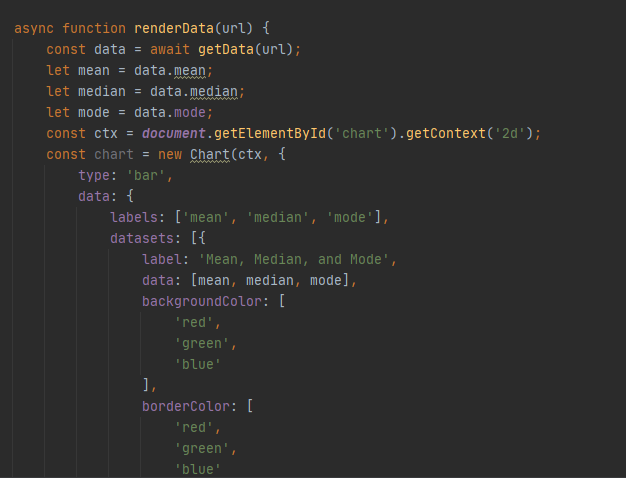 async function renderData(url) {
const data = await getData(url);
let mean = data.mean;
let median = data.median;
let mode = data.mode;
const ctx = document.getElementById('chart').getContext('2d');
const chart = new Chart(ctx, {
type: 'bar',
data: {
labels: ['mean', 'median', 'mode'],
datasets: [{
label: 'Mean, Median, and Mode',
data: [mean, median, mode],
backgroundColor: [
'red',
'green',
'blue'
],
borderColor: [
'red',
'green',
'blue'